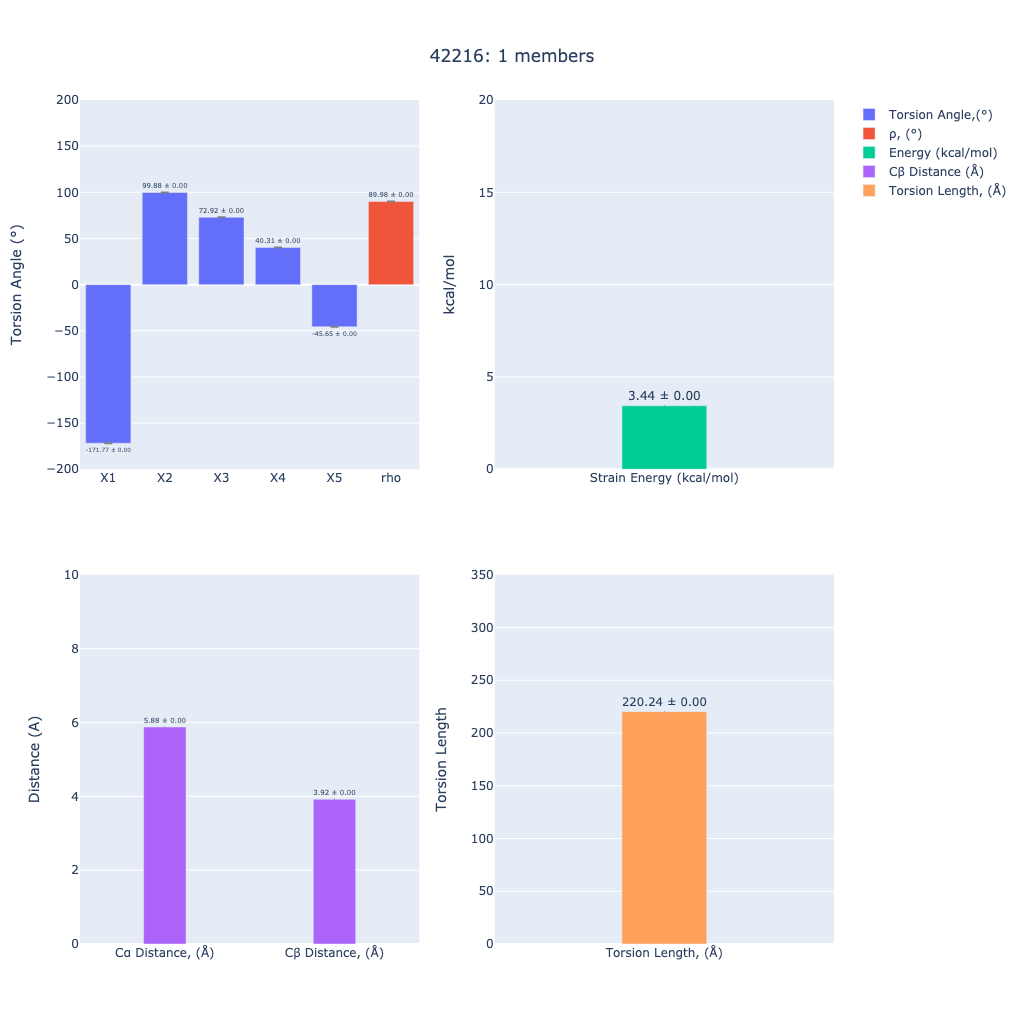 42216: 1 members
Torsion Angle (°)
200
150
100
50
0
−50
−100
−150
−200
-171.77 ± 0.00
99.88 ± 0.00
72.92 ± 0.00
40.31 ± 0.00
-45.65 ± 0.00
89.98 ± 0.00
X1 X2 X3 X4 X5 rho
kcal/mol
20
15
10
5
0
3.44 ± 0.00
Strain Energy (kcal/mol)
Torsion Angle,(°)
ρ, (°)
Energy (kcal/mol)
Cβ Distance (Å)
Torsion Length, (Å)
Distance (A)
10
8
6
4
2
0
5.88 ± 0.00
3.92 ± 0.00
Cα Distance, (Å) Cβ Distance, (Å)
Torsion Length
350
300
250
200
150
100
50
0
220.24 ± 0.00
Torsion Length, (Å)